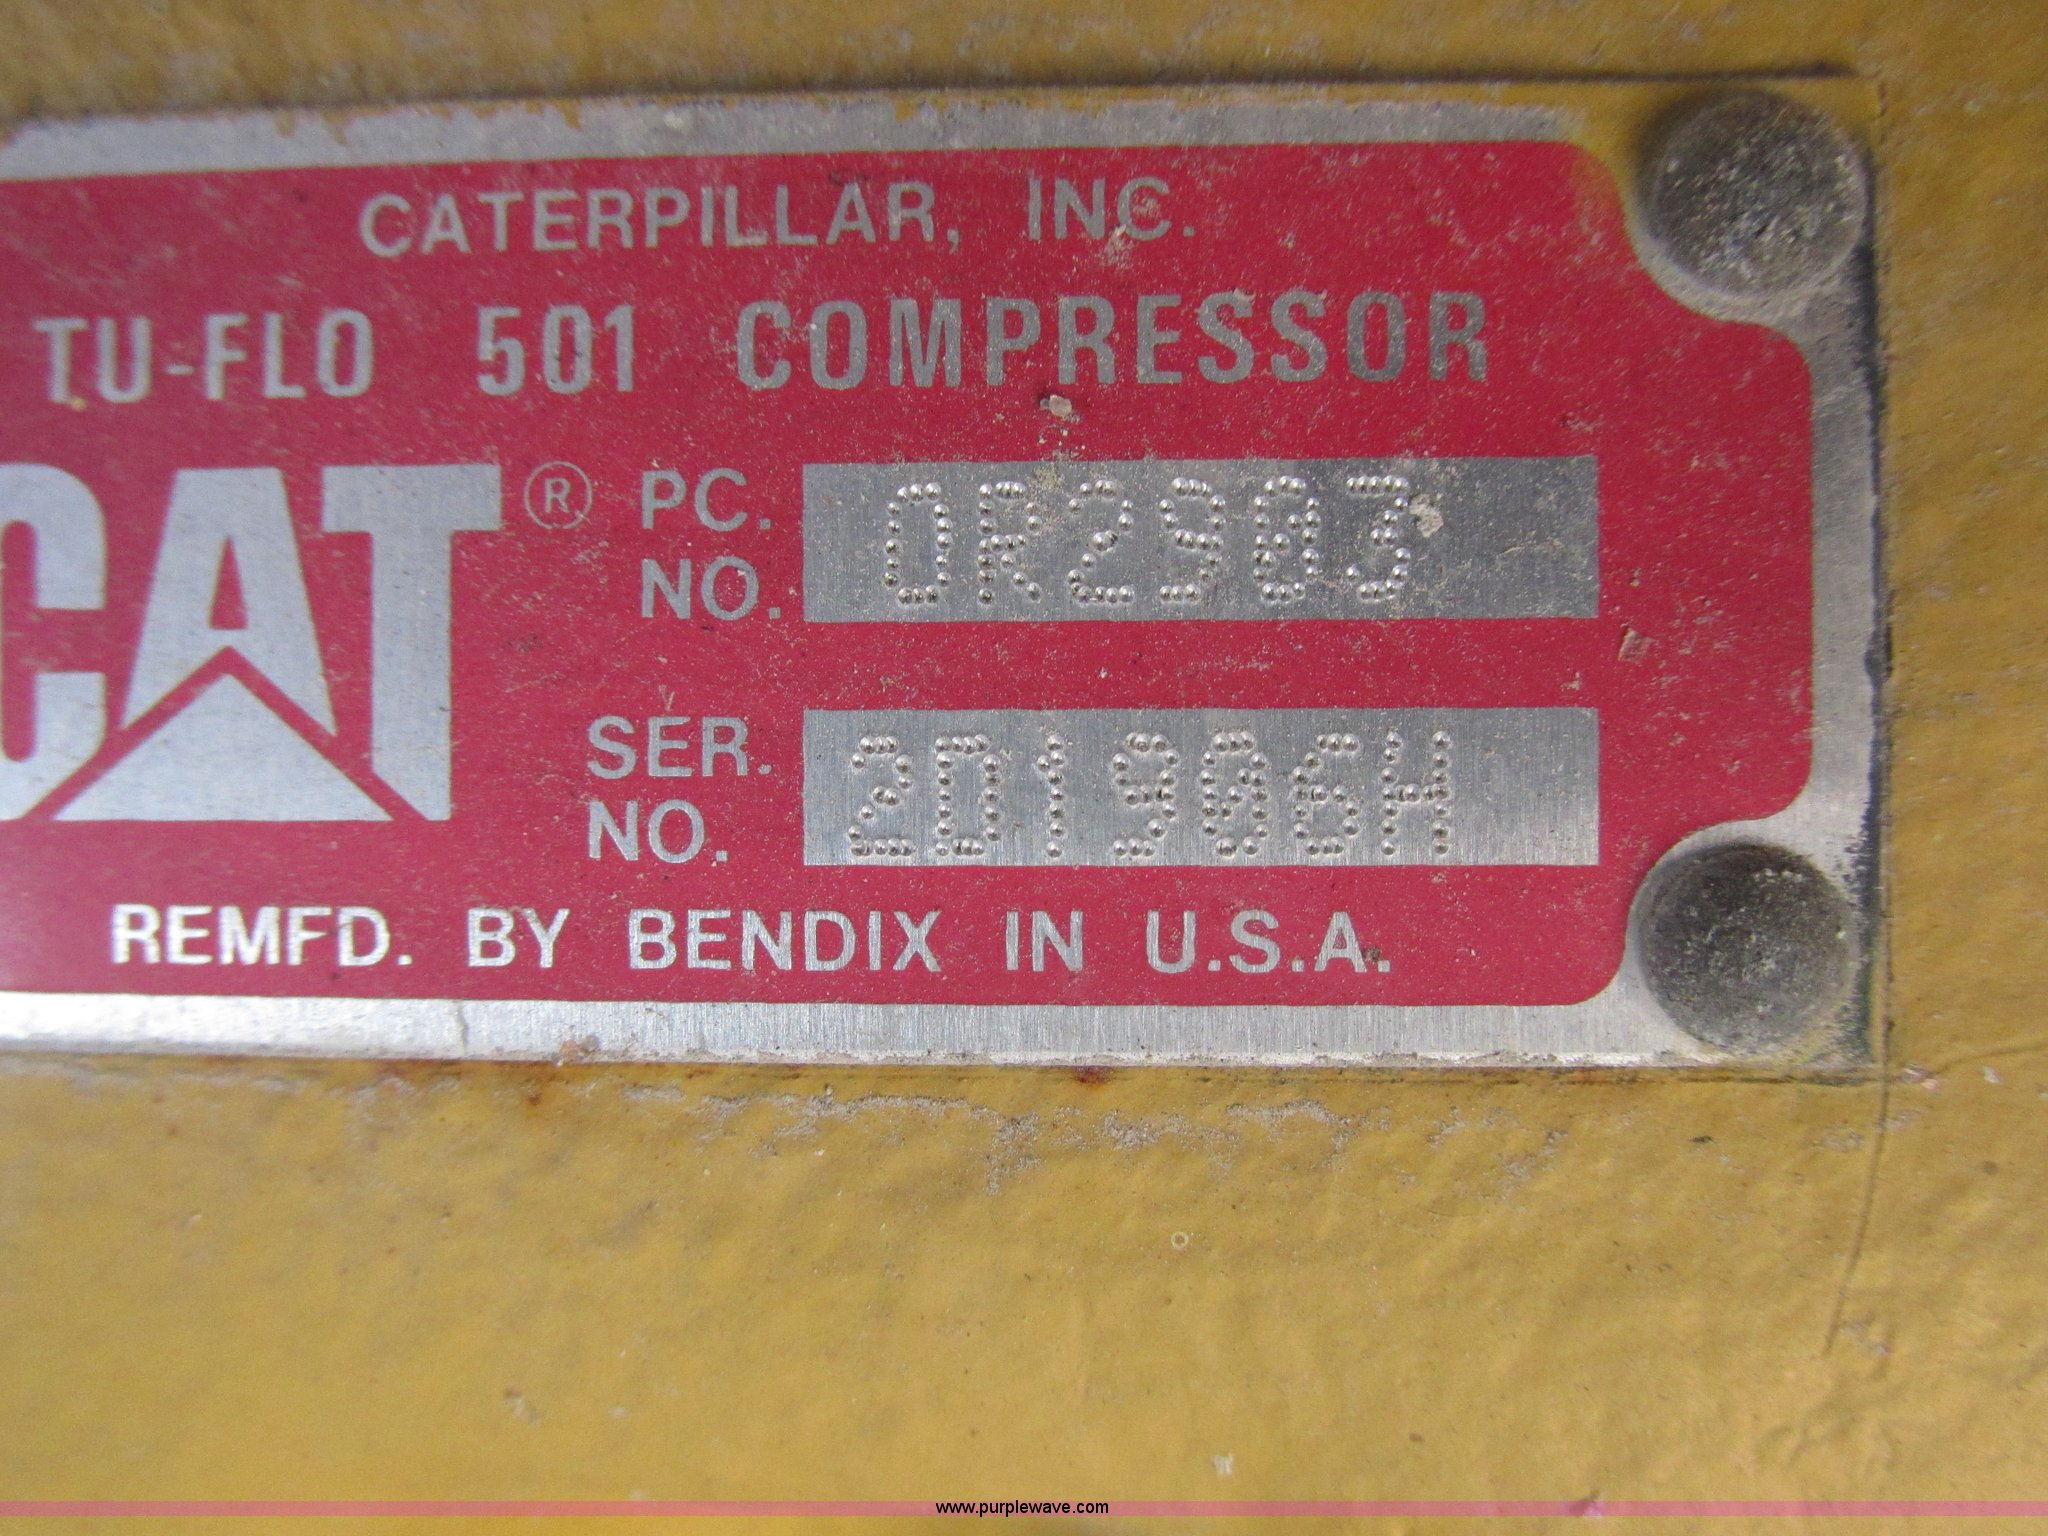 CATERPILLAR, INC.
TU-FLO 501 COMPRESSOR
CAT® PC. NO. OR2903
SER. NO. 2D1906H
REMFD. BY BENDIX IN U.S.A.
www.purplewave.com